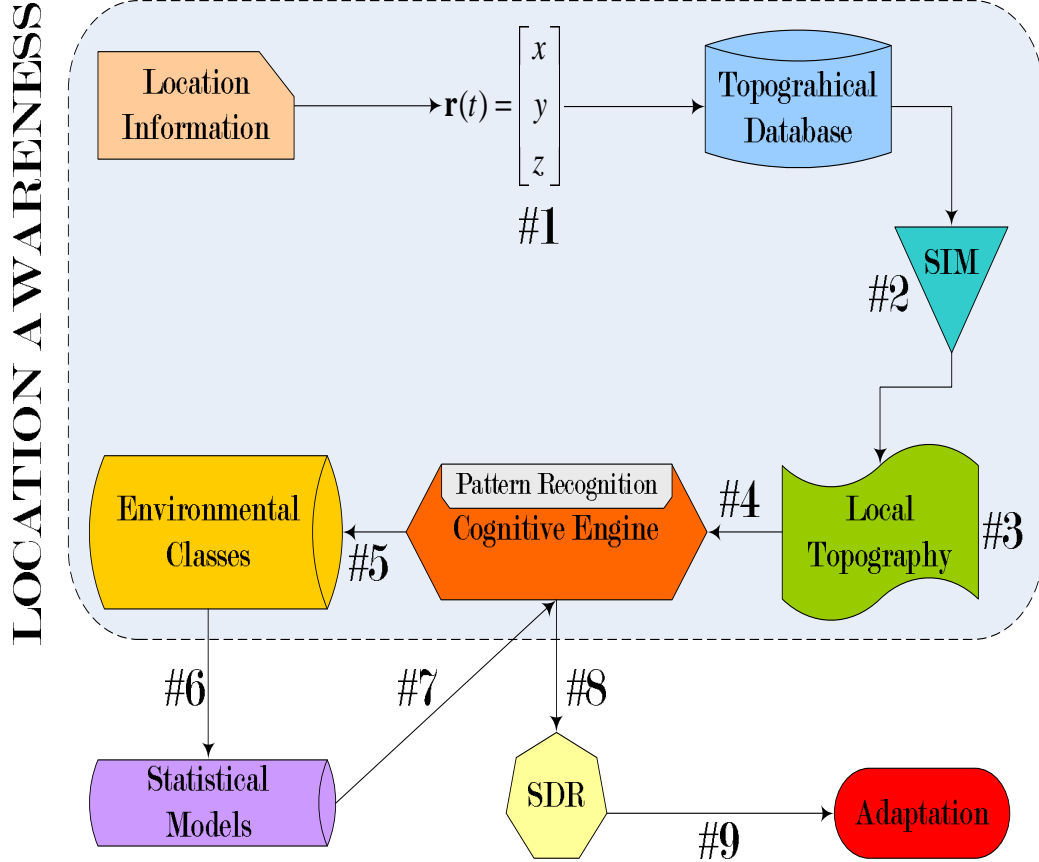 LOCATION AWARENESS
Location
Information
r(t) = [x
y
z]
#1
Topograhical
Database
SIM
#2
Local
Topography
#3
#4
Pattern Recognition
Cognitive Engine
#5
Environmental
Classes
#6
#7
#8
Statistical
Models
SDR
#9
Adaptation